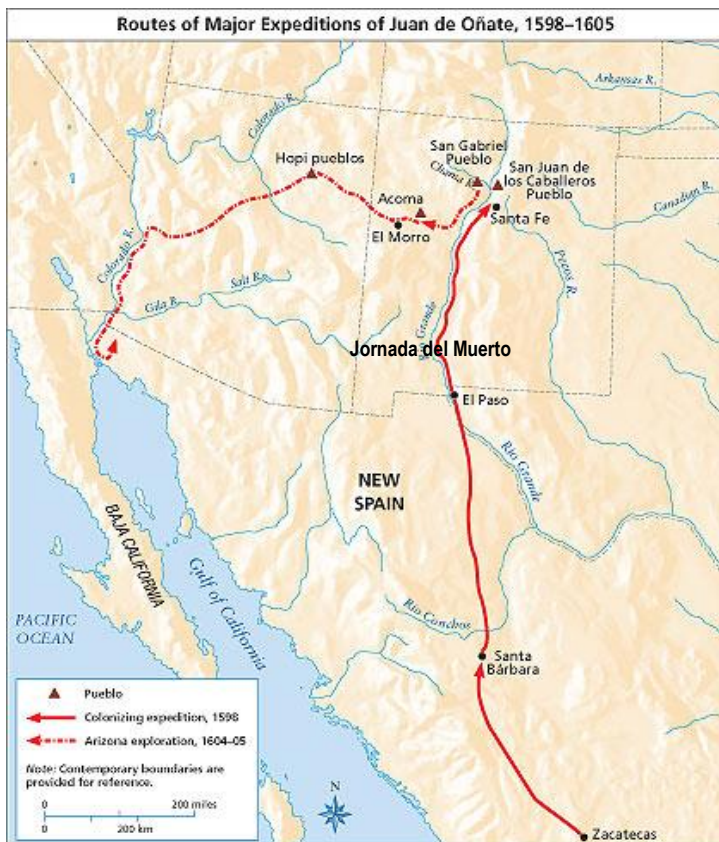 Routes of Major Expeditions of Juan de Oñate, 1598–1605
Arkansas R.
Colorado R.
San Gabriel
Pueblo
Hopi pueblos
Chama R.
San Juan de
los Caballeros
Pueblo
Acoma
Canadian R.
Santa Fe
El Morro
Colorado R.
Pecos R.
Salt R.
Gila R.
Rio Grande
Jornada del Muerto
El Paso
Rio Grande
NEW
SPAIN
BAJA CALIFORNIA
Gulf of California
PACIFIC
OCEAN
Río Conchos
Santa
Bárbara
Pueblo
Colonizing expedition, 1598
Arizona exploration, 1604–05
Note: Contemporary boundaries are
provided for reference.
0 200 miles
0 200 km
N
Zacatecas